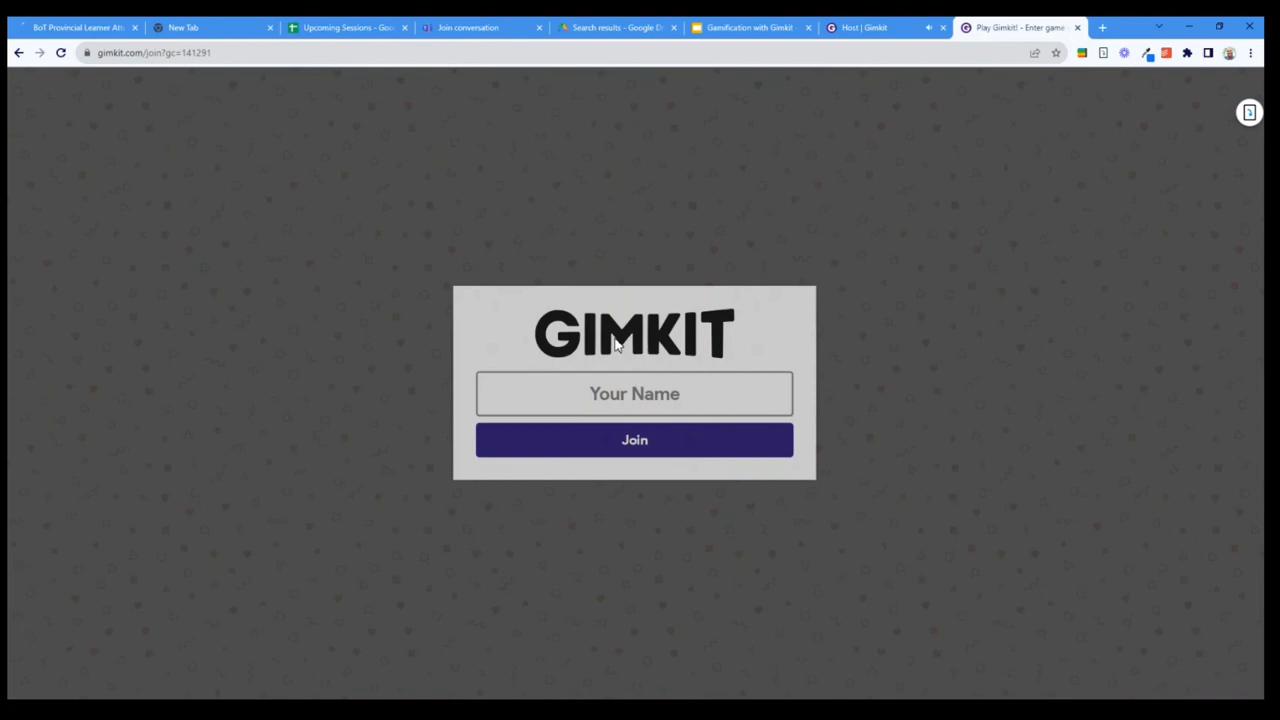 BoT Provincial Learner Att
New Tab
Upcoming Sessions - Goo
Join conversation
Search results - Google D
Gamification with Gimkit -
Host | Gimkit
Play Gimkit! - Enter game
gimkit.com/join?gc=141291
GIMKIT
Your Name
Join